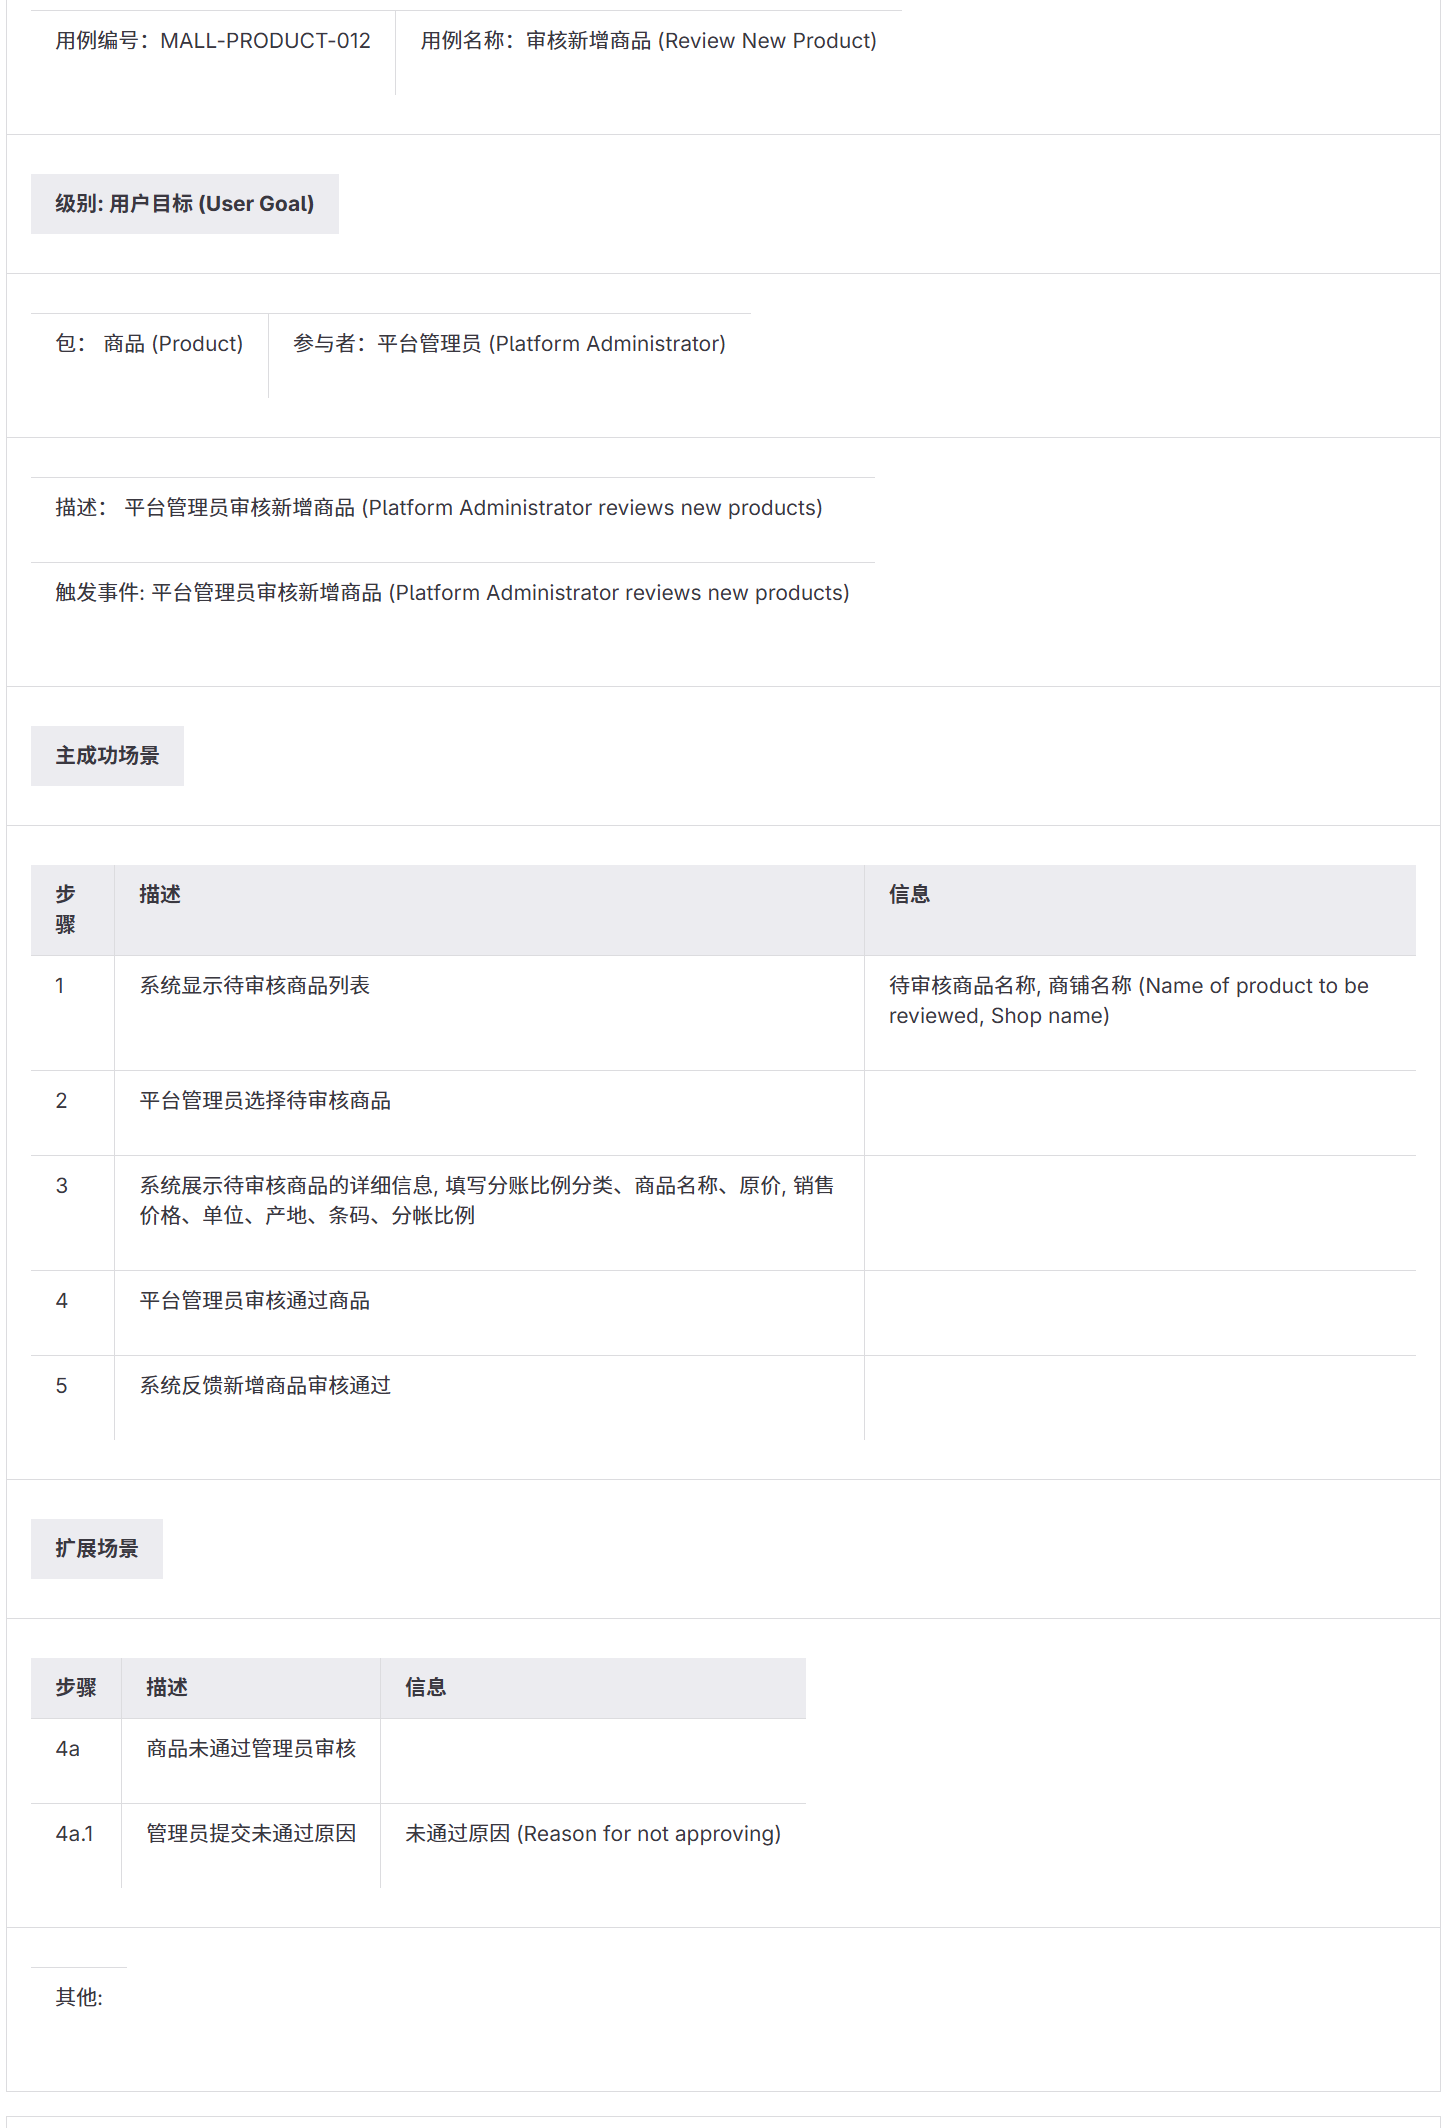 用例编号：MALL-PRODUCT-012
用例名称：审核新增商品 (Review New Product)
级别: 用户目标 (User Goal)
包： 商品 (Product)
参与者：平台管理员 (Platform Administrator)
描述： 平台管理员审核新增商品 (Platform Administrator reviews new products)
触发事件: 平台管理员审核新增商品 (Platform Administrator reviews new products)
主成功场景
步
骤
描述
信息
1
系统显示待审核商品列表
待审核商品名称, 商铺名称 (Name of product to be
reviewed, Shop name)
2
平台管理员选择待审核商品
3
系统展示待审核商品的详细信息, 填写分账比例分类、商品名称、原价, 销售
价格、单位、产地、条码、分帐比例
4
平台管理员审核通过商品
5
系统反馈新增商品审核通过
扩展场景
步骤
描述
信息
4a
商品未通过管理员审核
4a.1
管理员提交未通过原因
未通过原因 (Reason for not approving)
其他: